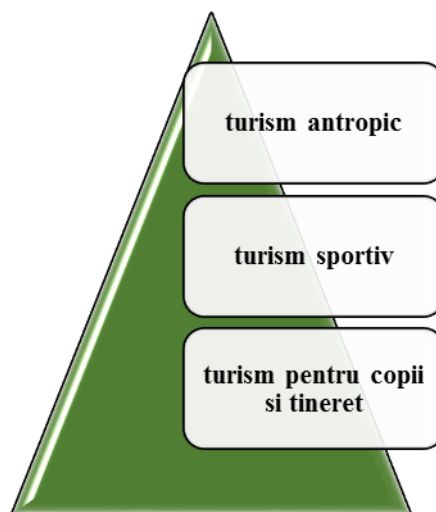 turism antropic
turism sportiv
turism pentru copii
si tineret